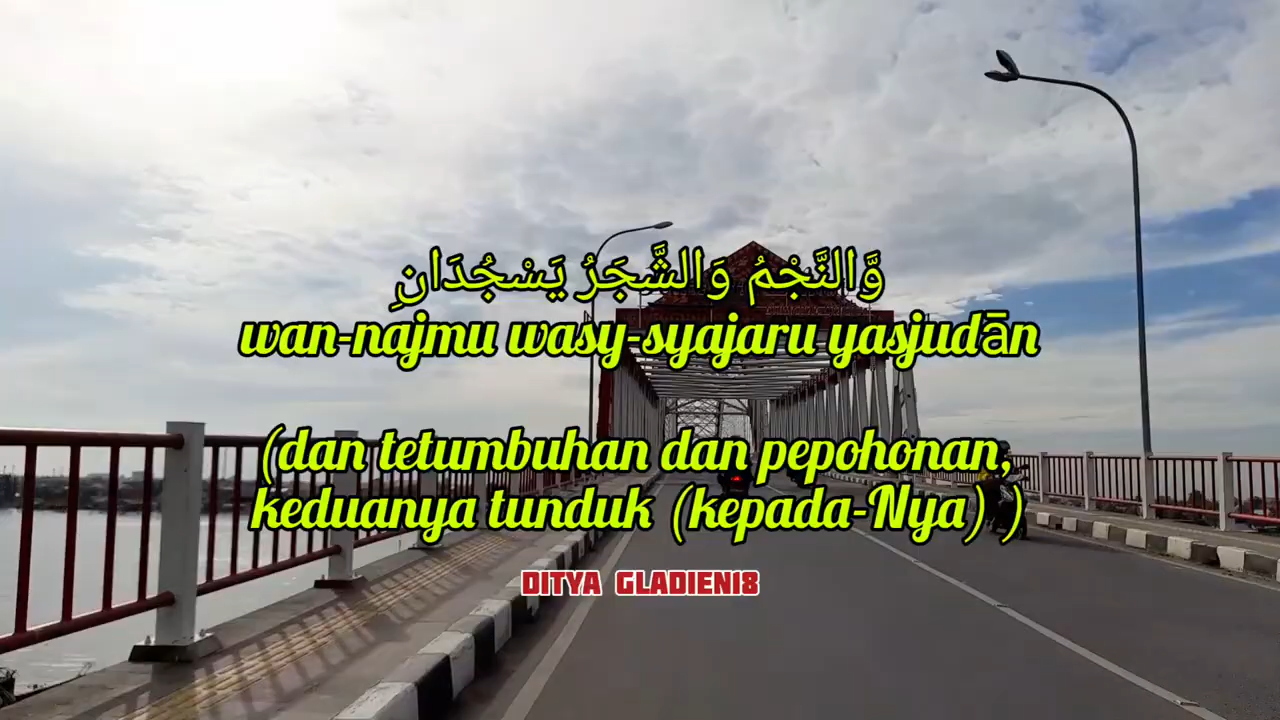 وَّالنَّجْمُ وَالشَّجَرُ يَسْجُدَانِ
wan-najmu wasy-syajaru yasjudān
(dan tetumbuhan dan pepohonan,
keduanya tunduk (kepada-Nya) )
DITYA GLADIEN18